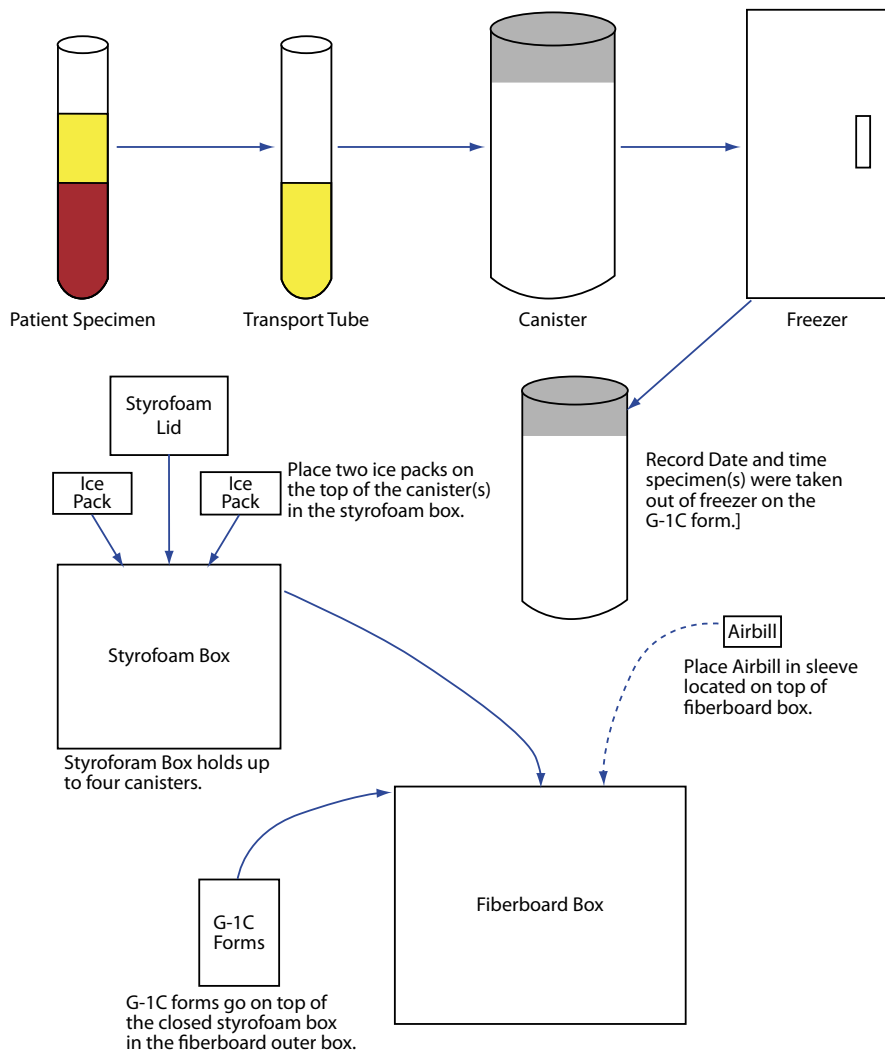 Patient Specimen
Transport Tube
Canister
Freezer
Styrofoam
Lid
Ice
Pack
Ice
Pack
Place two ice packs on
the top of the canister(s)
in the styrofoam box.
Record Date and time
specimen(s) were taken
out of freezer on the
G-1C form.]
Styrofoam Box
Styroforam Box holds up
to four canisters.
Airbill
Place Airbill in sleeve
located on top of
fiberboard box.
Fiberboard Box
G-1C
Forms
G-1C forms go on top of
the closed styrofoam box
in the fiberboard outer box.